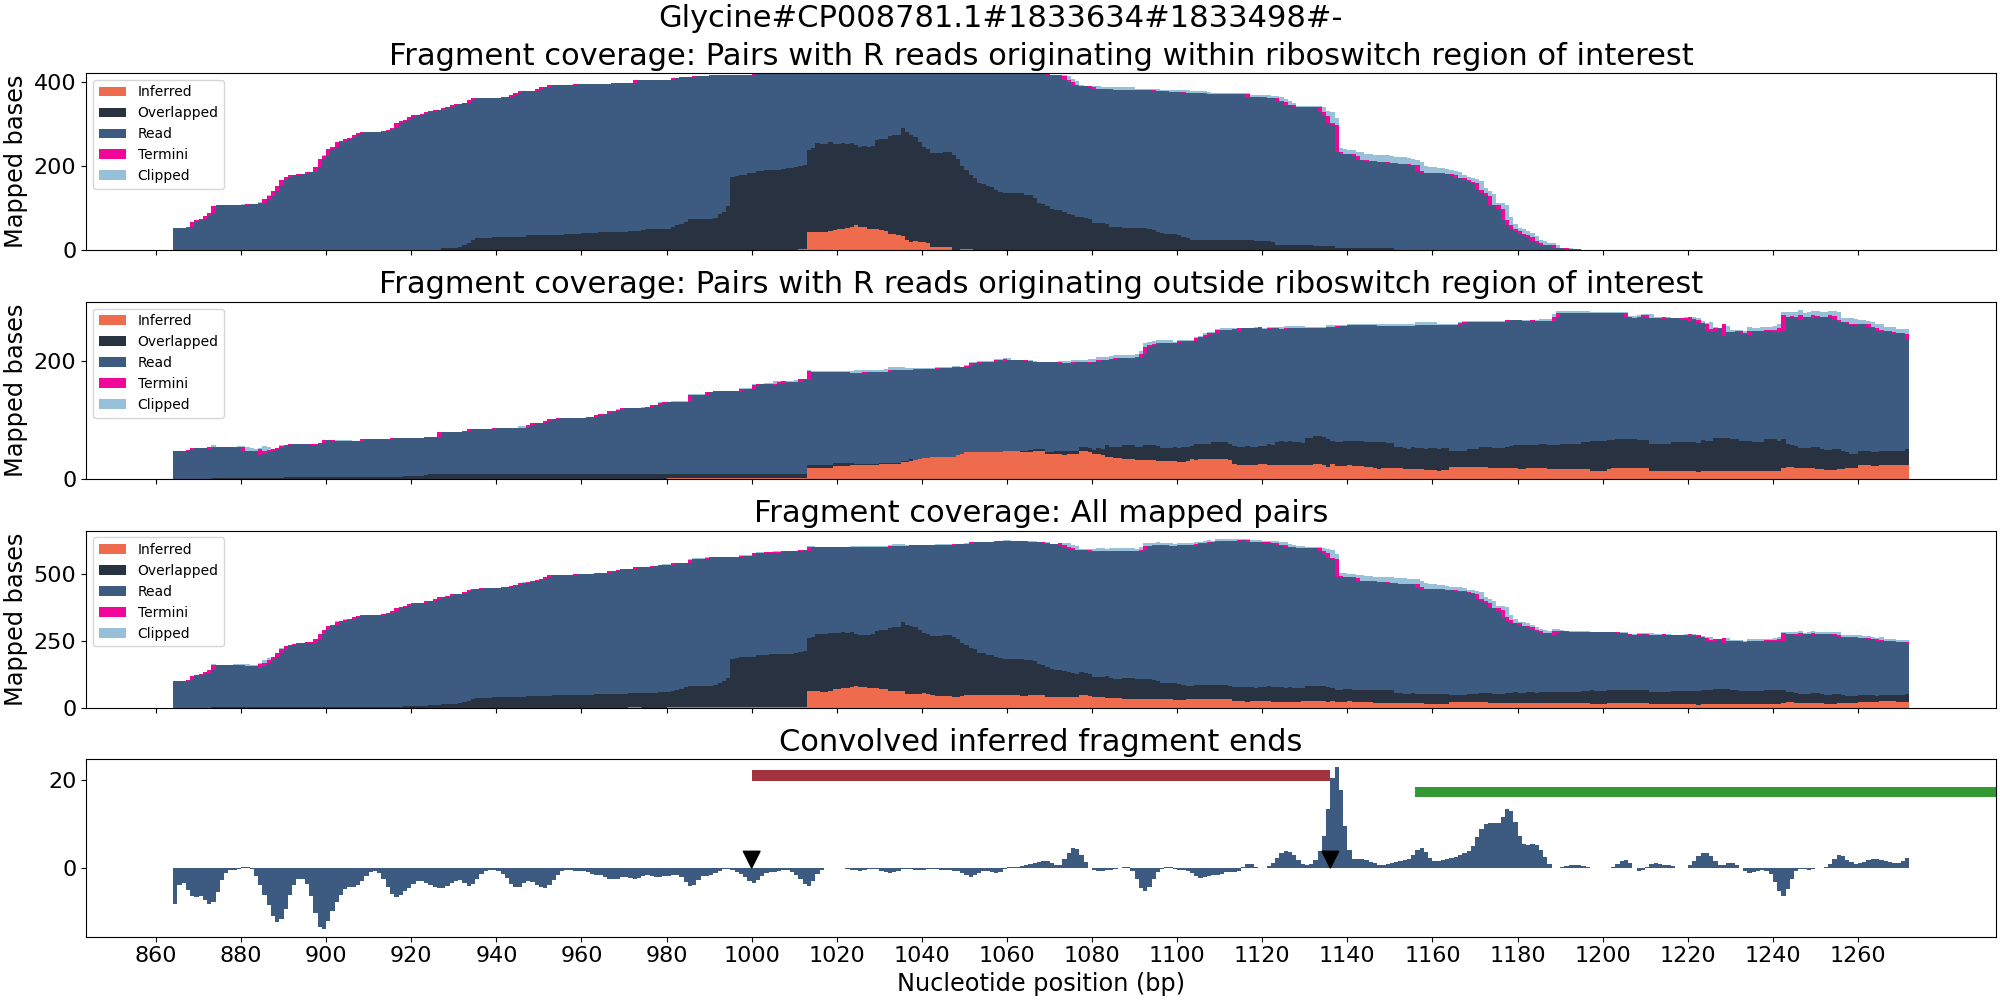 Glycine#CP008781.1#1833634#1833498#-
Fragment coverage: Pairs with R reads originating within riboswitch region of interest
Mapped bases
400
200
0
Inferred
Overlapped
Read
Termini
Clipped
Fragment coverage: Pairs with R reads originating outside riboswitch region of interest
Mapped bases
200
0
Inferred
Overlapped
Read
Termini
Clipped
Fragment coverage: All mapped pairs
Mapped bases
500
250
0
Inferred
Overlapped
Read
Termini
Clipped
Convolved inferred fragment ends
20
0
860 880 900 920 940 960 980 1000 1020 1040 1060 1080 1100 1120 1140 1160 1180 1200 1220 1240 1260
Nucleotide position (bp)